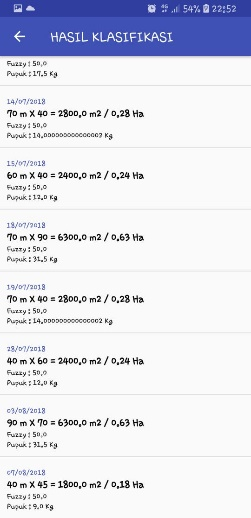 54% 22:52
HASIL KLASIFIKASI
Fuzzy : 50.0
Pupuk : 17.5 Kg
14/07/2018
70 m X 40 = 2800.0 m2 / 0.28 Ha
Fuzzy : 50.0
Pupuk : 14.000000000000002 Kg
15/07/2018
60 m X 40 = 2400.0 m2 / 0.24 Ha
Fuzzy : 50.0
Pupuk : 12.0 Kg
18/07/2018
70 m X 90 = 6300.0 m2 / 0.63 Ha
Fuzzy : 50.0
Pupuk : 31.5 Kg
19/07/2018
70 m X 40 = 2800.0 m2 / 0.28 Ha
Fuzzy : 50.0
Pupuk : 14.000000000000002 Kg
28/07/2018
40 m X 60 = 2400.0 m2 / 0.24 Ha
Fuzzy : 50.0
Pupuk : 12.0 Kg
03/08/2018
90 m X 70 = 6300.0 m2 / 0.63 Ha
Fuzzy : 50.0
Pupuk : 31.5 Kg
07/08/2018
40 m X 45 = 1800.0 m2 / 0.18 Ha
Fuzzy : 50.0
Pupuk : 9.0 Kg